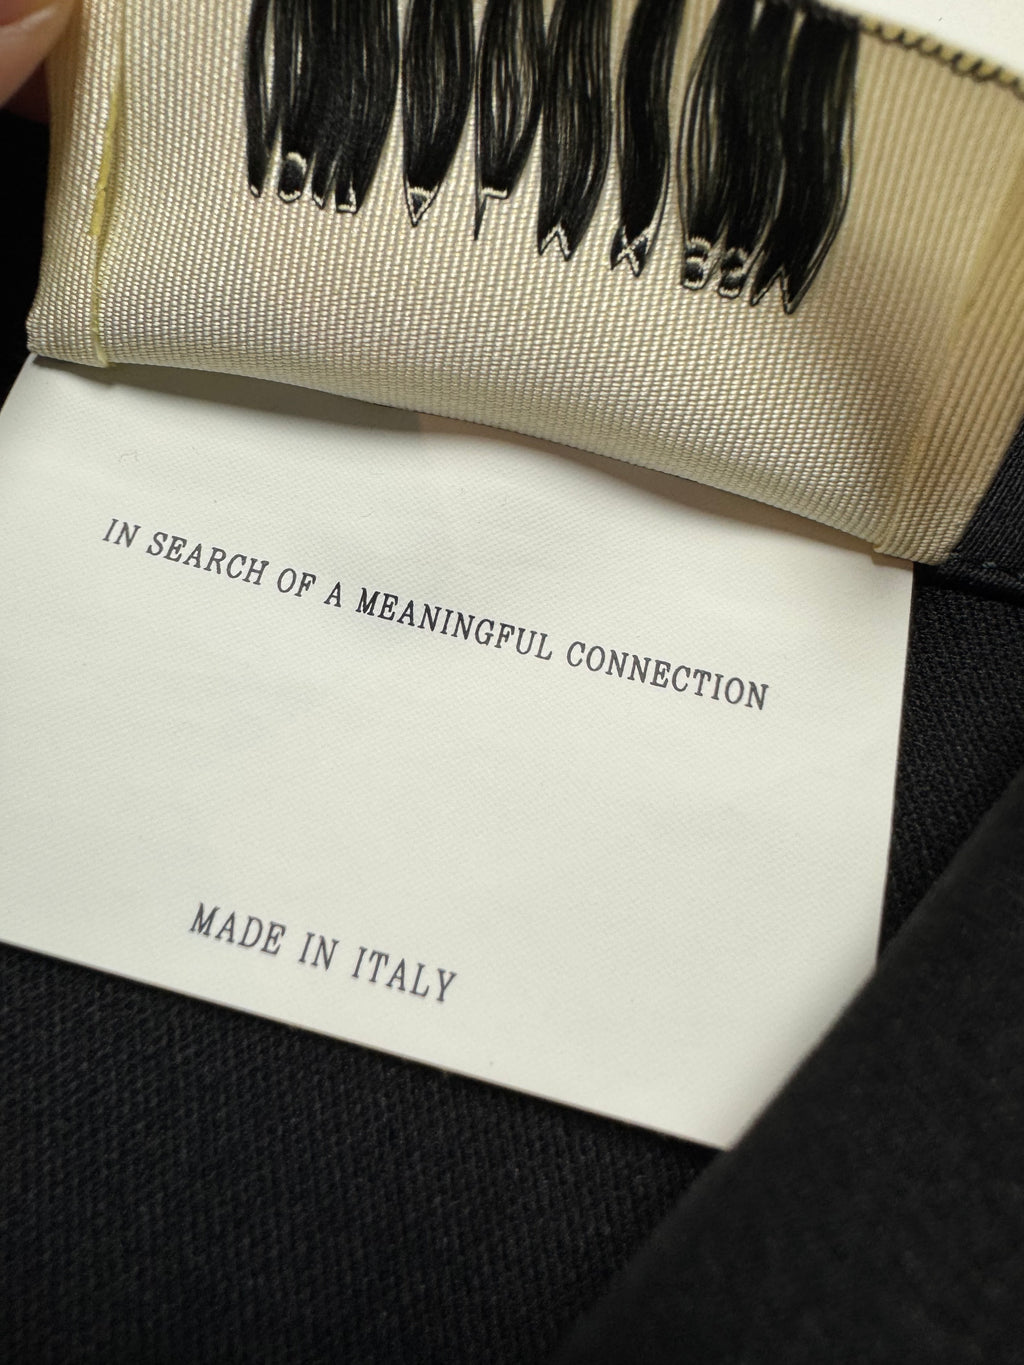 IN SEARCH OF A MEANINGFUL CONNECTION
MADE IN ITALY